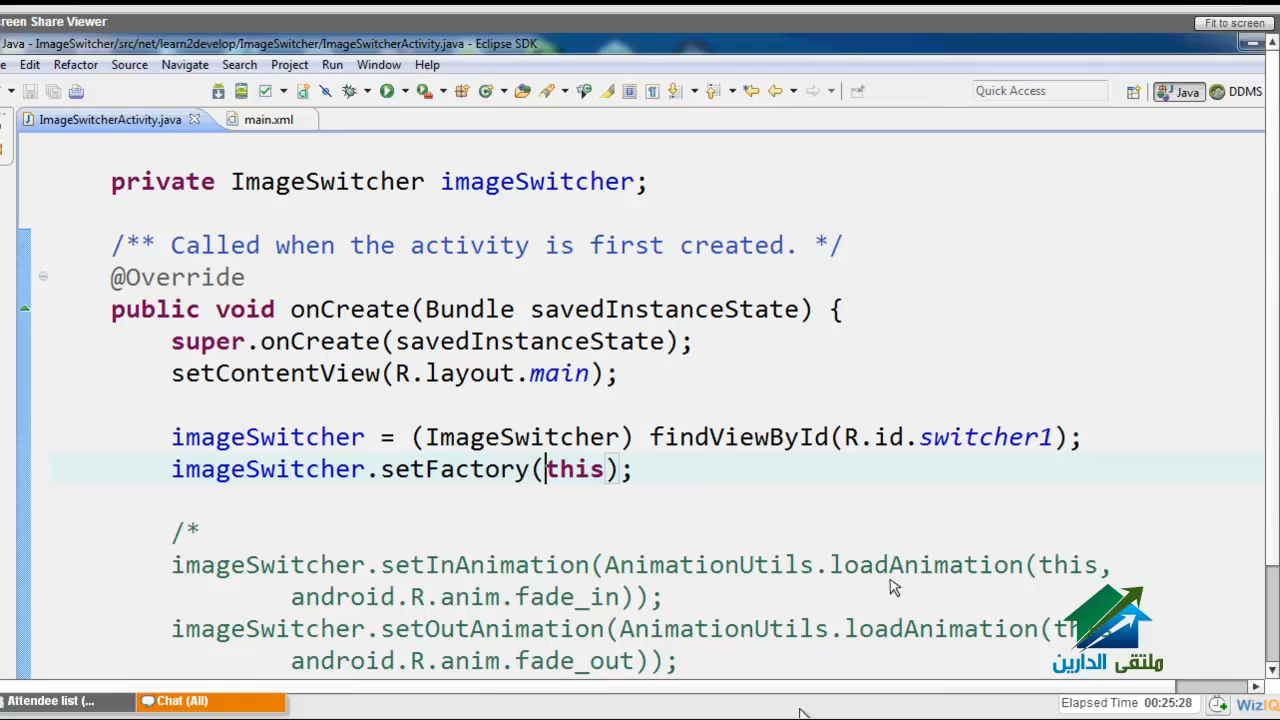 reen Share Viewer
Fit to screen
Java - ImageSwitcher/src/net/learn2develop/ImageSwitcher/ImageSwitcherActivity.java - Eclipse SDK
e Edit Refactor Source Navigate Search Project Run Window Help
Quick Access
Java
DDMS
ImageSwitcherActivity.java
main.xml
private ImageSwitcher imageSwitcher;
/** Called when the activity is first created. */
@Override
public void onCreate(Bundle savedInstanceState) {
super.onCreate(savedInstanceState);
setContentView(R.layout.main);
imageSwitcher = (ImageSwitcher) findViewById(R.id.switcher1);
imageSwitcher.setFactory(this);
/*
imageSwitcher.setInAnimation(AnimationUtils.loadAnimation(this,
android.R.anim.fade_in));
imageSwitcher.setOutAnimation(AnimationUtils.loadAnimation(th
android.R.anim.fade_out));
ملتقى الدارين
Attendee list (...
Chat (All)
Elapsed Time 00:25:28
WizIQ